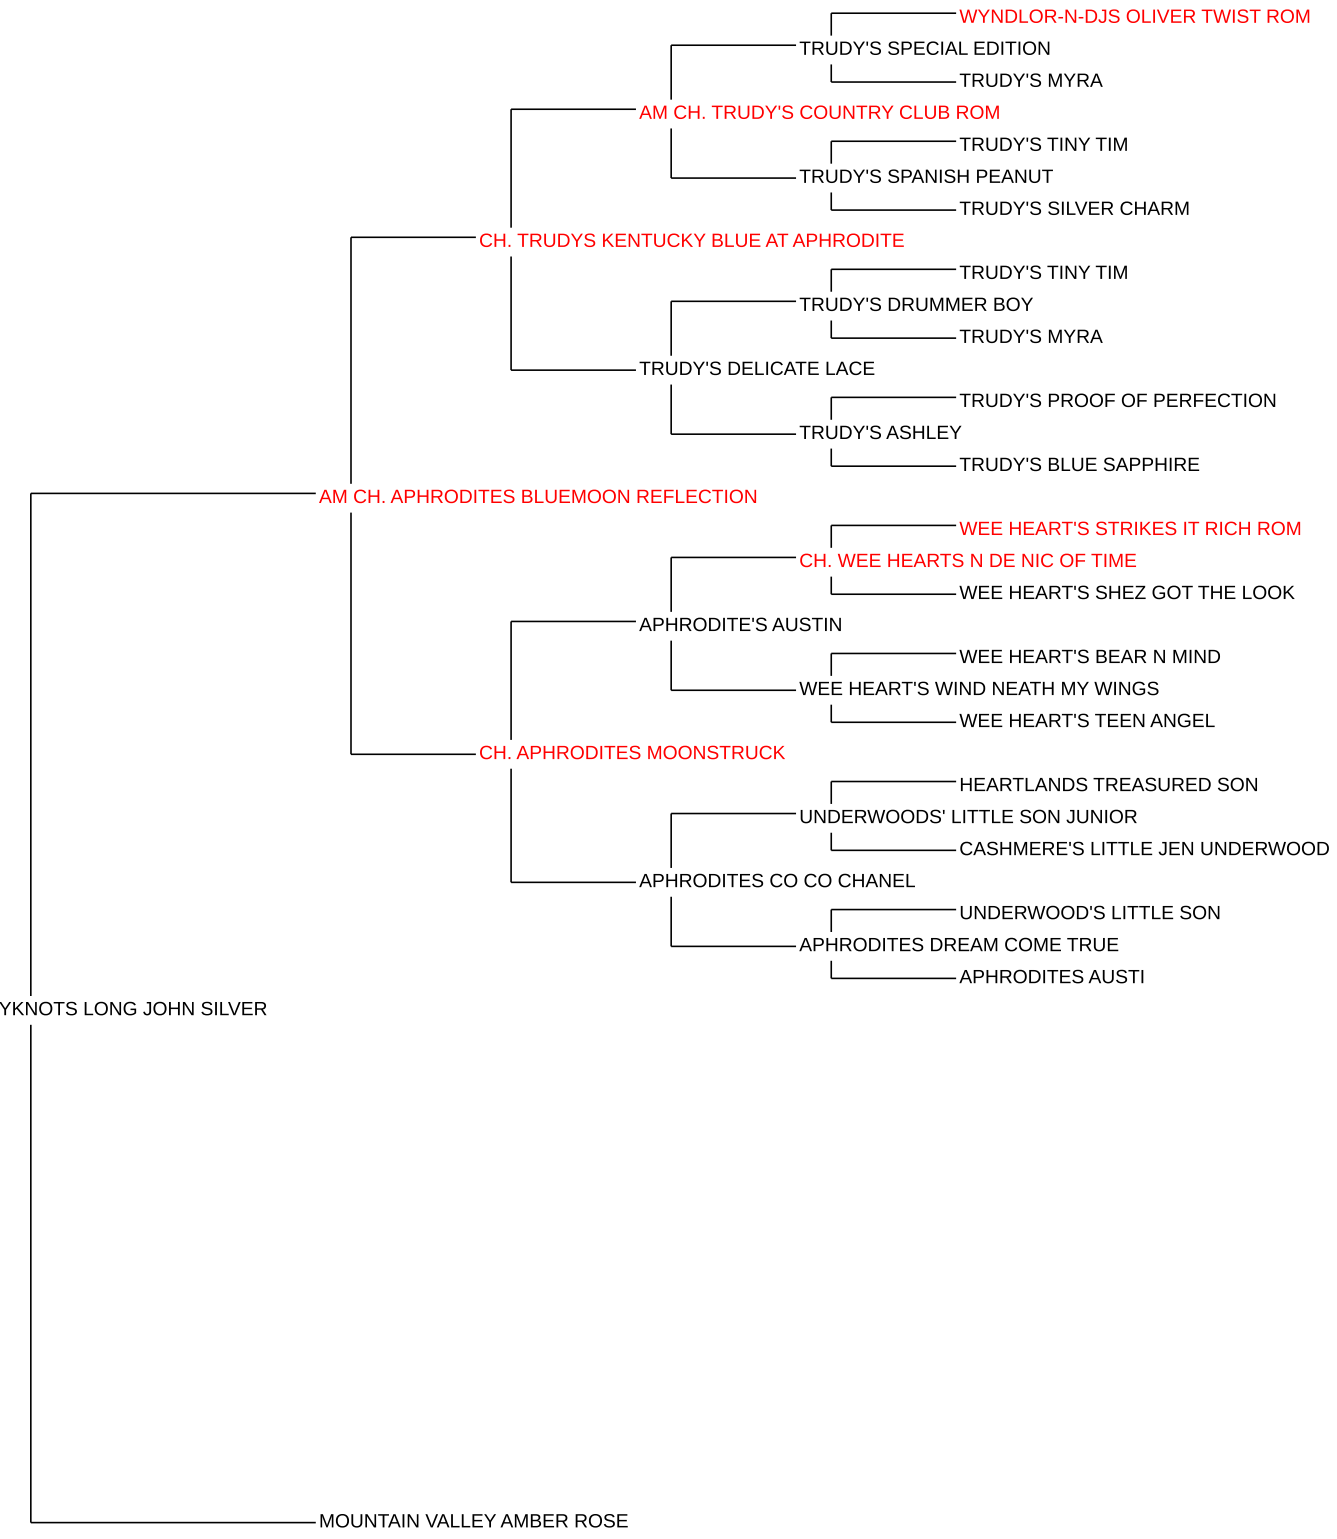 WYNDLOR-N-DJS OLIVER TWIST ROM
TRUDY'S SPECIAL EDITION
TRUDY'S MYRA
AM CH. TRUDY'S COUNTRY CLUB ROM
TRUDY'S TINY TIM
TRUDY'S SPANISH PEANUT
TRUDY'S SILVER CHARM
CH. TRUDYS KENTUCKY BLUE AT APHRODITE
TRUDY'S TINY TIM
TRUDY'S DRUMMER BOY
TRUDY'S MYRA
TRUDY'S DELICATE LACE
TRUDY'S PROOF OF PERFECTION
TRUDY'S ASHLEY
TRUDY'S BLUE SAPPHIRE
AM CH. APHRODITES BLUEMOON REFLECTION
WEE HEART'S STRIKES IT RICH ROM
CH. WEE HEARTS N DE NIC OF TIME
WEE HEART'S SHEZ GOT THE LOOK
APHRODITE'S AUSTIN
WEE HEART'S BEAR N MIND
WEE HEART'S WIND NEATH MY WINGS
WEE HEART'S TEEN ANGEL
CH. APHRODITES MOONSTRUCK
HEARTLANDS TREASURED SON
UNDERWOODS' LITTLE SON JUNIOR
CASHMERE'S LITTLE JEN UNDERWOOD
APHRODITES CO CO CHANEL
UNDERWOOD'S LITTLE SON
APHRODITES DREAM COME TRUE
APHRODITES AUSTI
YKNOTS LONG JOHN SILVER
MOUNTAIN VALLEY AMBER ROSE